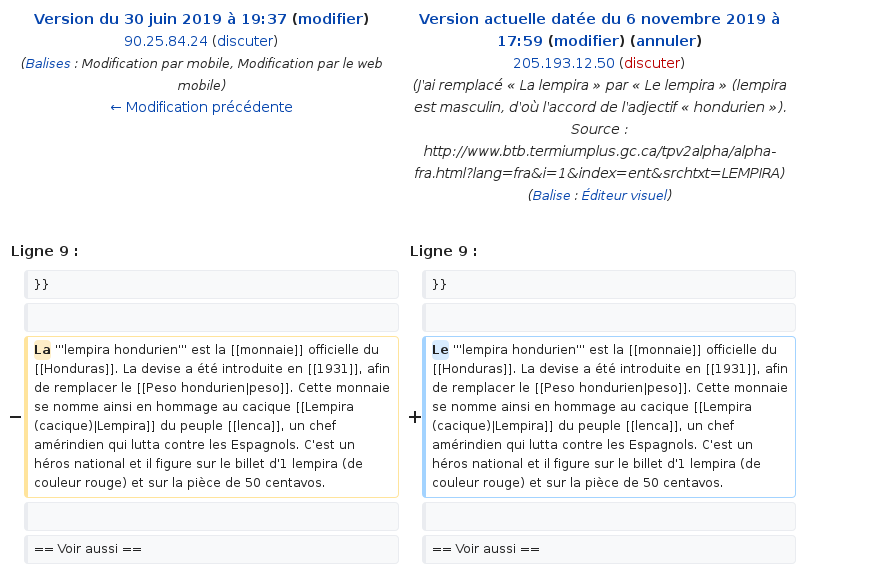 Version du 30 juin 2019 à 19:37 (modifier)
90.25.84.24 (discuter)
(Balises : Modification par mobile, Modification par le web
mobile)
← Modification précédente
Version actuelle datée du 6 novembre 2019 à
17:59 (modifier) (annuler)
205.193.12.50 (discuter)
(J'ai remplacé « La lempira » par « Le lempira » (lempira
est masculin, d'où l'accord de l'adjectif « hondurien »).
Source :
http://www.btb.termiumplus.gc.ca/tpv2alpha/alpha-
fra.html?lang=fra&i=1&index=ent&srchtxt=LEMPIRA)
(Balise : Éditeur visuel)
Ligne 9 :
Ligne 9 :
}}
}}
− La '''lempira hondurien''' est la [[monnaie]] officielle du
[[Honduras]]. La devise a été introduite en [[1931]], afin
de remplacer le [[Peso hondurien|peso]]. Cette monnaie
se nomme ainsi en hommage au cacique [[Lempira
(cacique)|Lempira]] du peuple [[lenca]], un chef
amérindien qui lutta contre les Espagnols. C'est un
héros national et il figure sur le billet d'1 lempira (de
couleur rouge) et sur la pièce de 50 centavos.
+ Le '''lempira hondurien''' est la [[monnaie]] officielle du
[[Honduras]]. La devise a été introduite en [[1931]], afin
de remplacer le [[Peso hondurien|peso]]. Cette monnaie
se nomme ainsi en hommage au cacique [[Lempira
(cacique)|Lempira]] du peuple [[lenca]], un chef
amérindien qui lutta contre les Espagnols. C'est un
héros national et il figure sur le billet d'1 lempira (de
couleur rouge) et sur la pièce de 50 centavos.
== Voir aussi ==
== Voir aussi ==